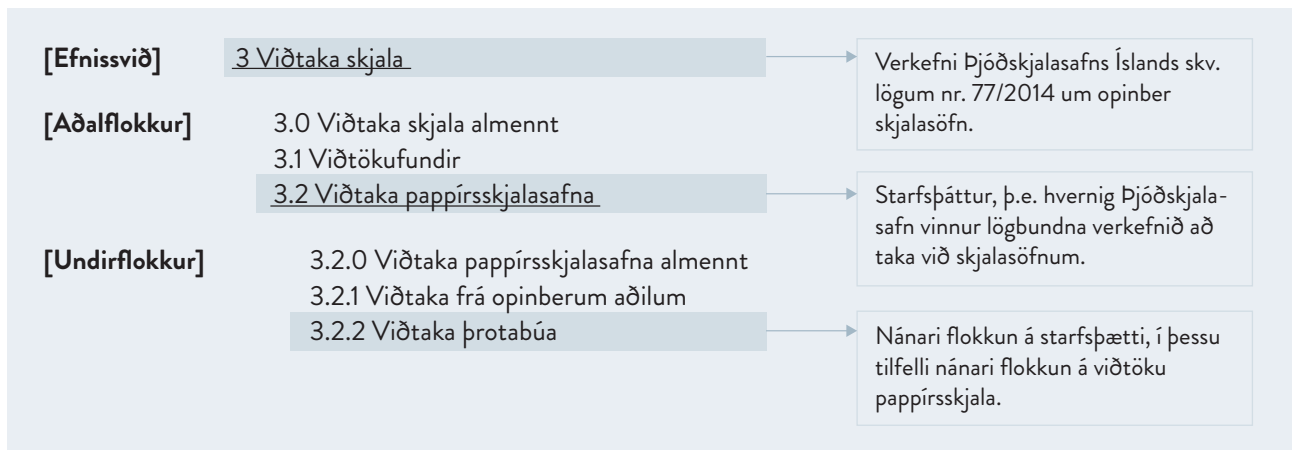 [Efnissvið] 3 Viðtaka skjala
Verkefni Þjóðskjalasafns Íslands skv.
lögum nr. 77/2014 um opinber
skjalasöfn.
[Aðalflokkur] 3.0 Viðtaka skjala almennt
3.1 Viðtökufundir
3.2 Viðtaka pappírsskjalasafna
Starfsþáttur, þ.e. hvernig Þjóðskjala-
safn vinnur lögbundna verkefnið að
taka við skjalasöfnum.
[Undirflokkur] 3.2.0 Viðtaka pappírsskjalasafna almennt
3.2.1 Viðtaka frá opinberum aðilum
3.2.2 Viðtaka þrotabúa
Nánari flokkun á starfsþætti, í þessu
tilfelli nánari flokkun á viðtöku
pappírsskjala.